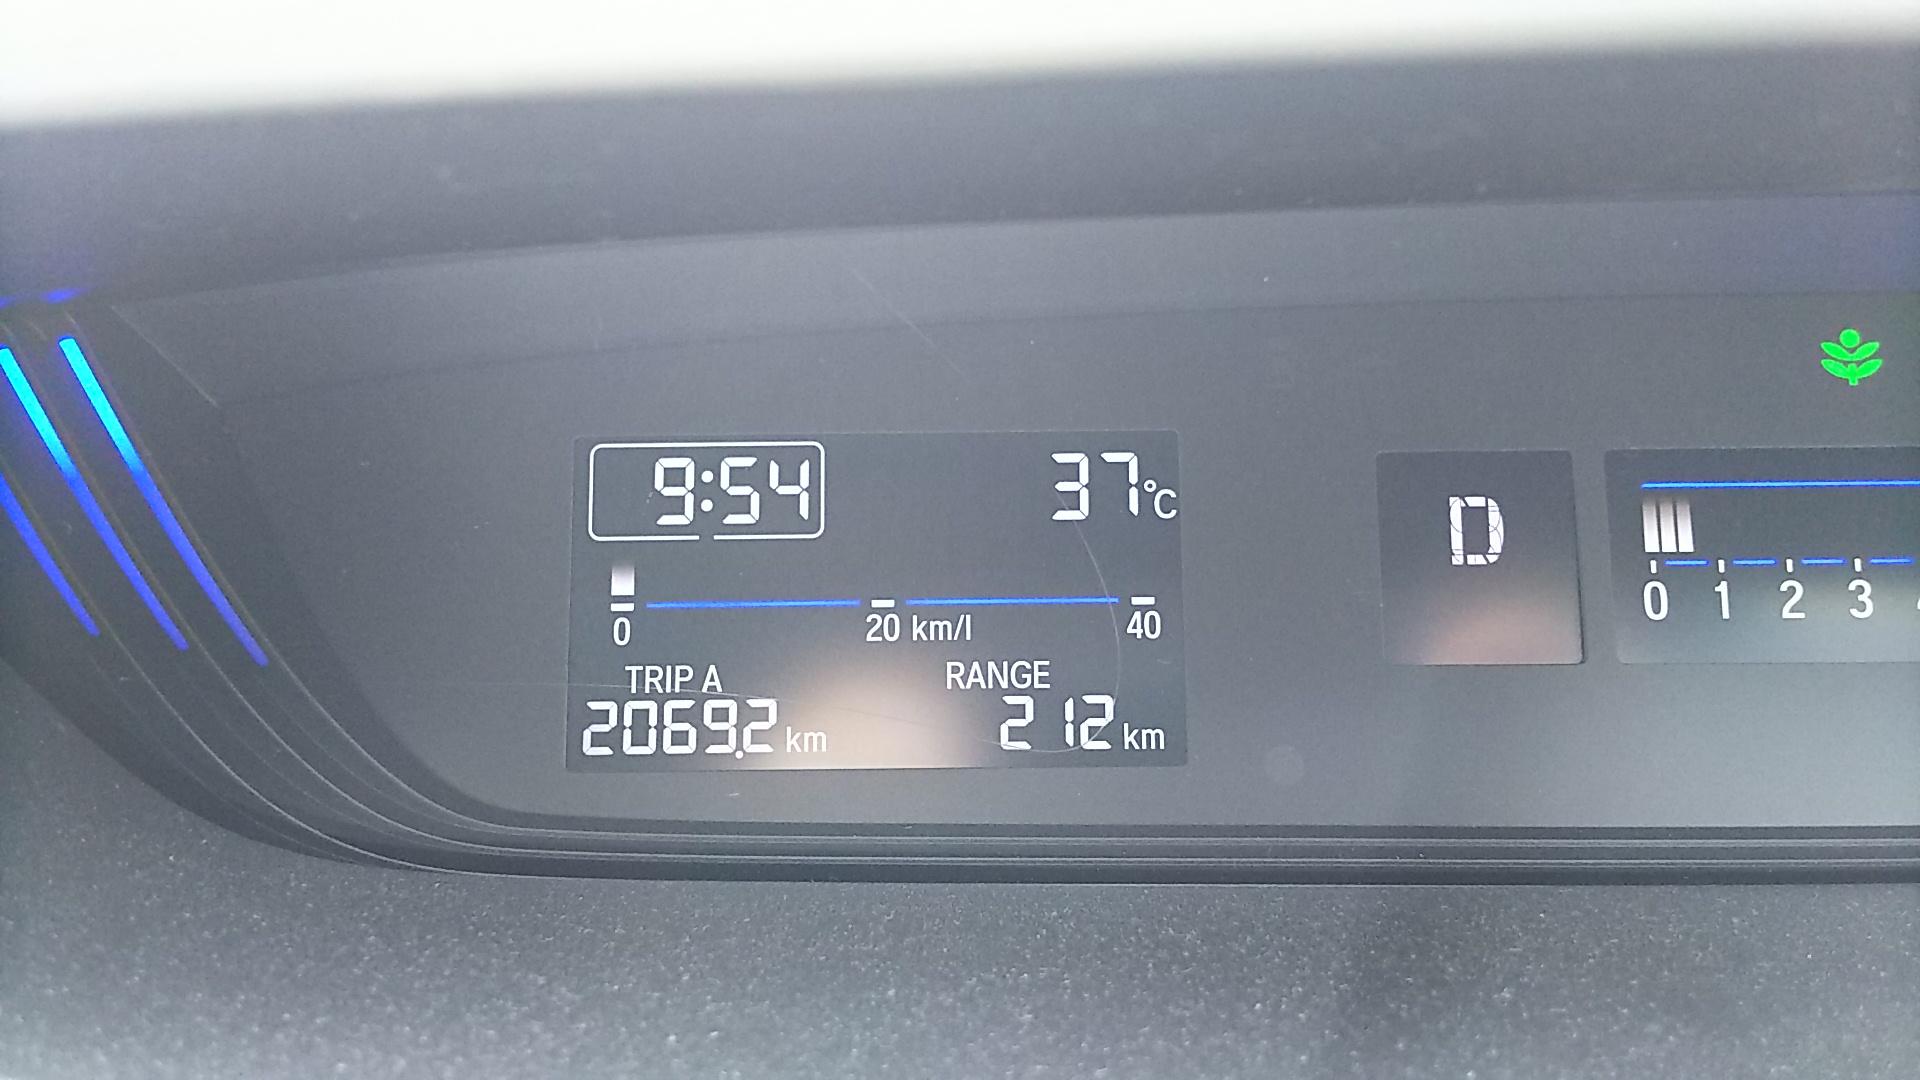 9:54 37°C
D
0 20 km/l 40
0 1 2 3
TRIP A RANGE
2069.2 km 212 km